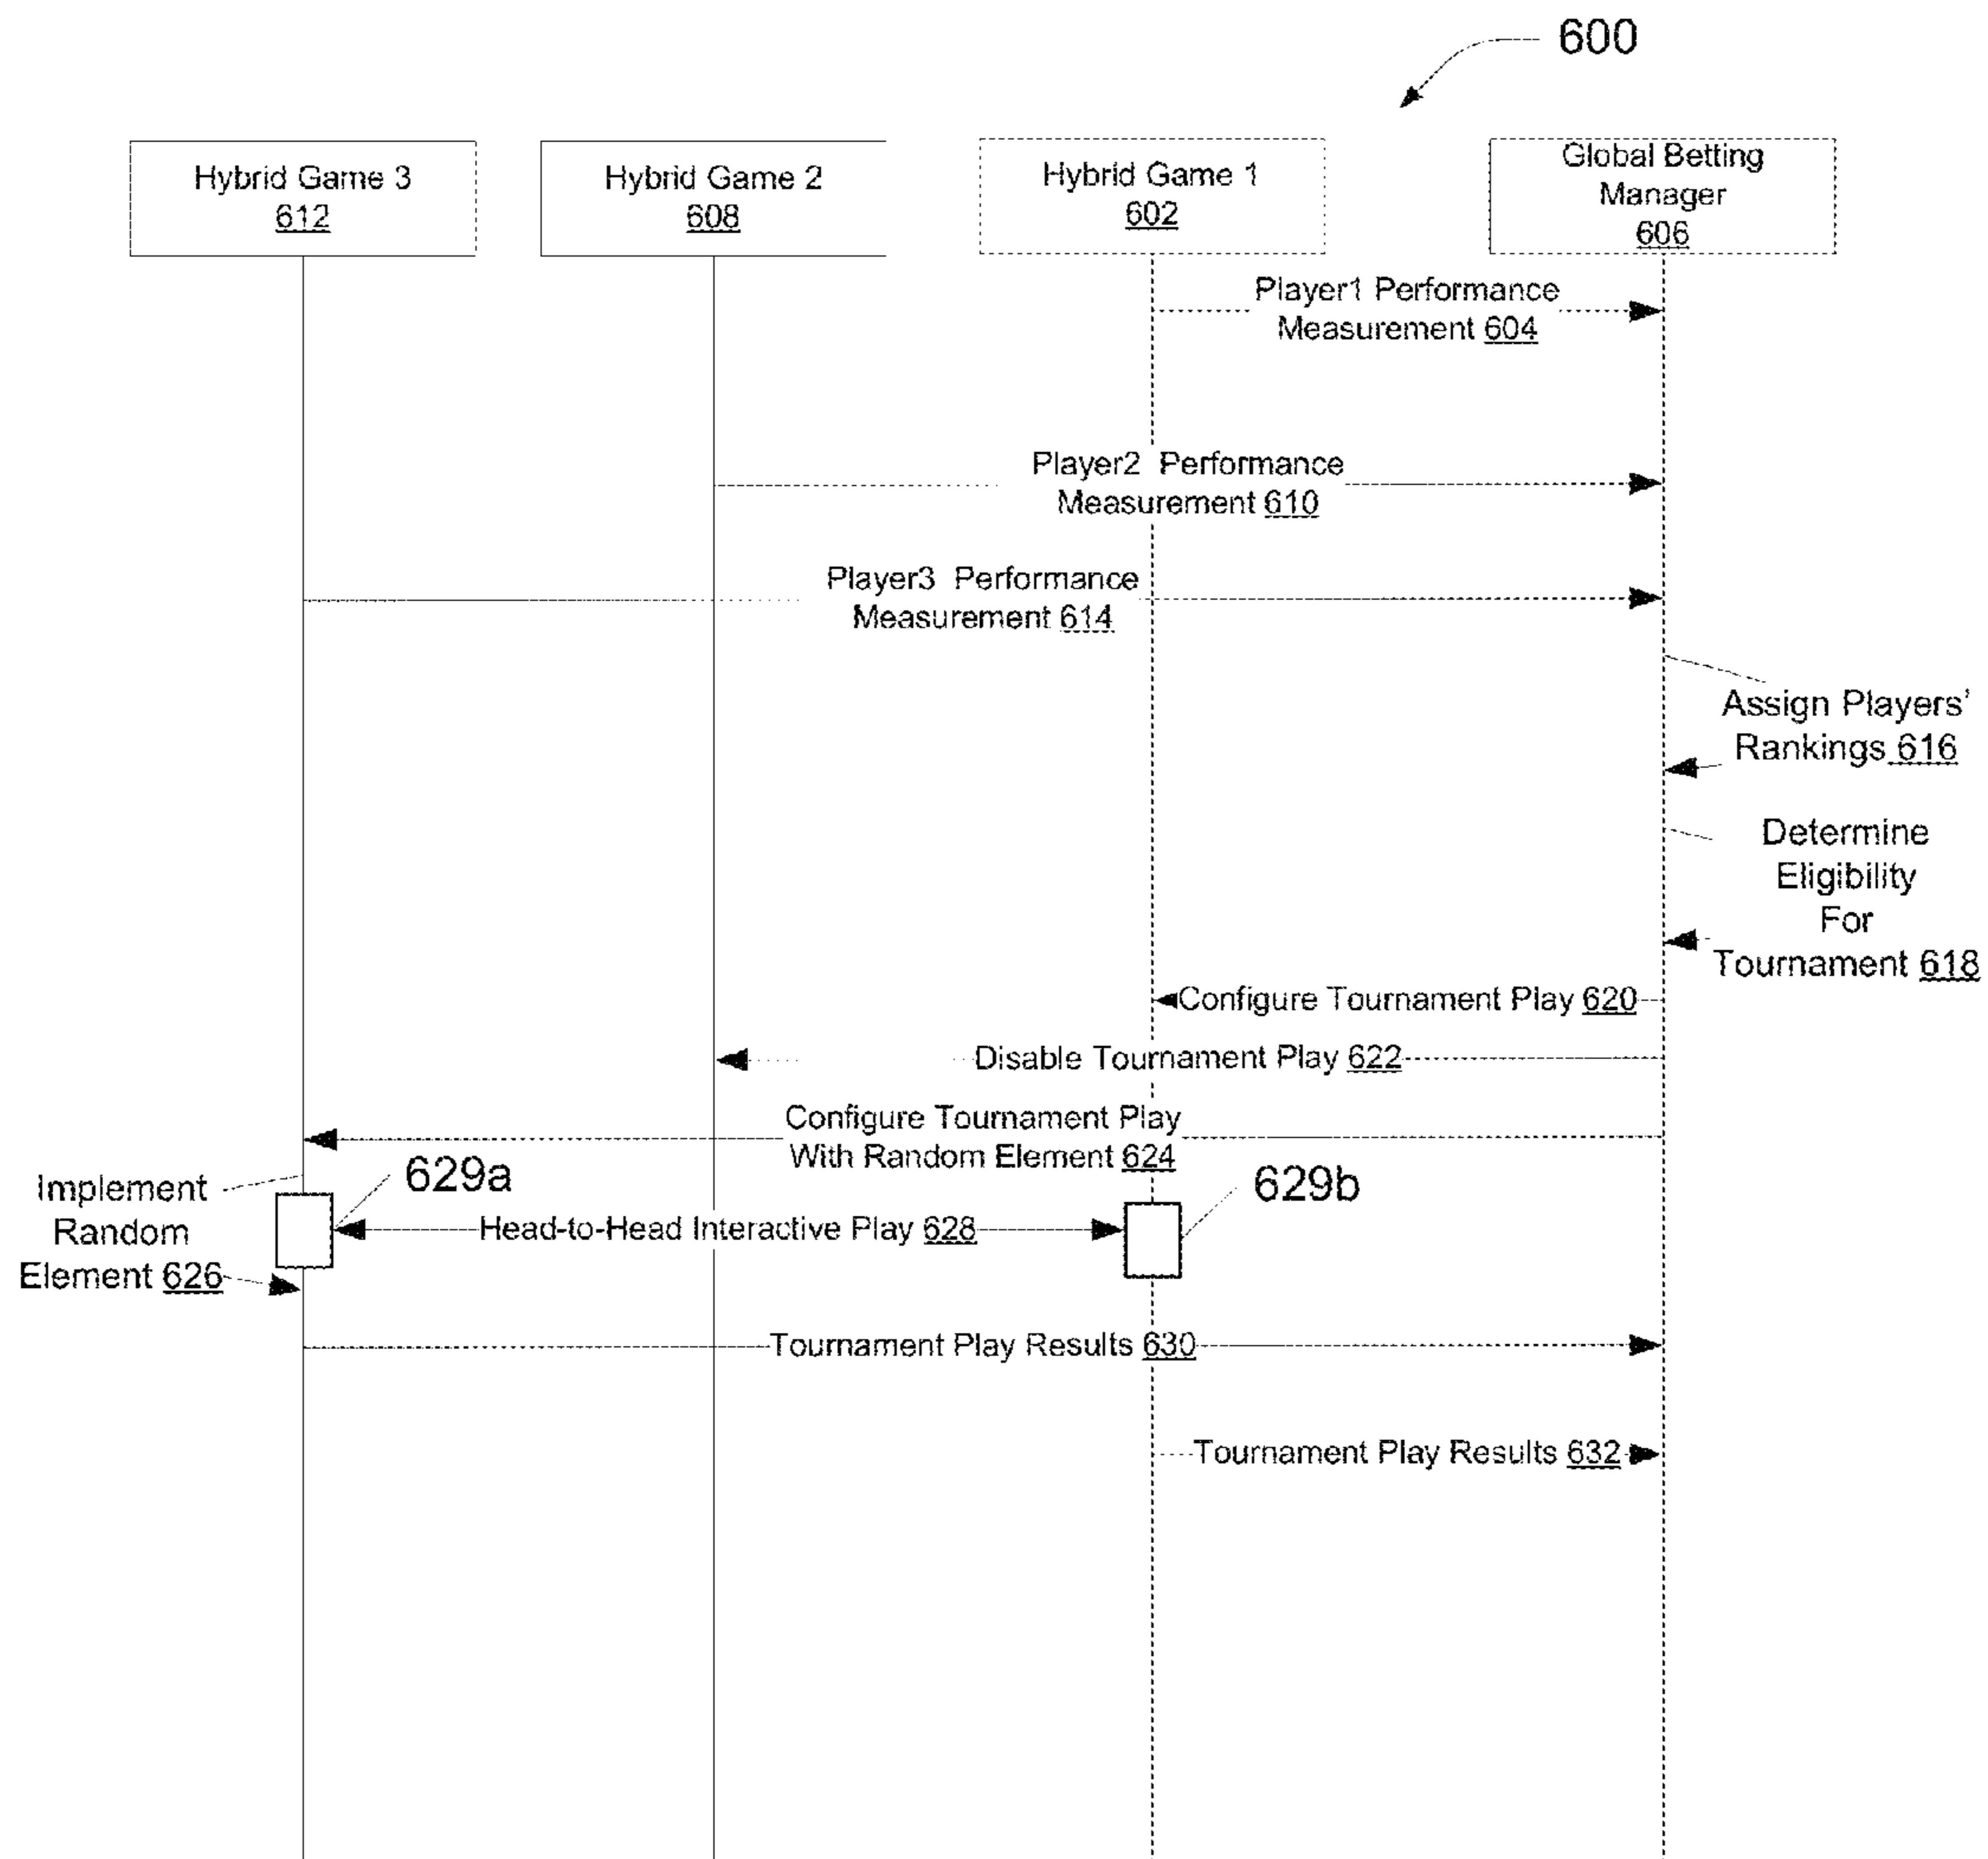 600
Hybrid Game 3
612
Hybrid Game 2
608
Hybrid Game 1
602
Global Betting
Manager
606
Player1 Performance
Measurement 604
Player2 Performance
Measurement 610
Player3 Performance
Measurement 614
Assign Players'
Rankings 616
Determine
Eligibility
For
Tournament 618
Configure Tournament Play 620
Disable Tournament Play 622
Configure Tournament Play
With Random Element 624
Implement
Random
Element 626
629a
Head-to-Head Interactive Play 628
629b
Tournament Play Results 630
Tournament Play Results 632